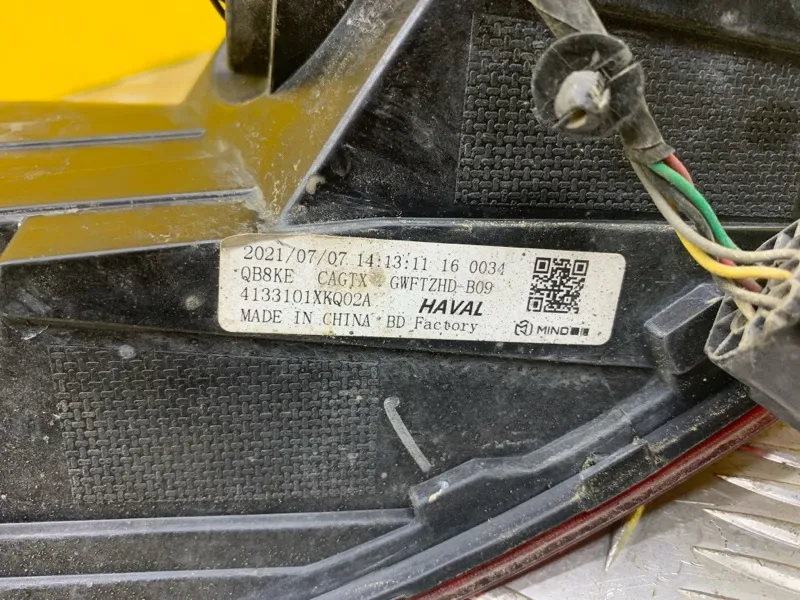 2021/07/07 14:13:11 16 0034
QB8KE CAGTX GWFTZHD-B09
4133101XKQ02A HAVAL
MADE IN CHINA BD Factory MIND